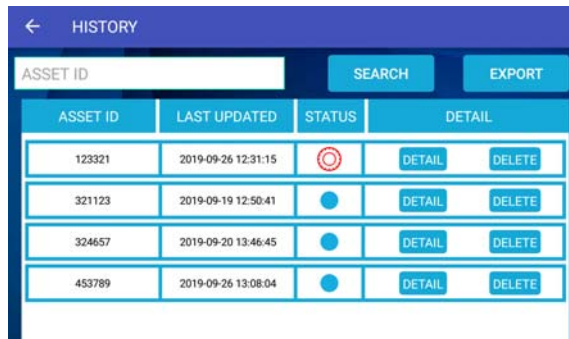 HISTORY
ASSET ID SEARCH EXPORT
ASSET ID LAST UPDATED STATUS DETAIL
123321 2019-09-26 12:31:15 DETAIL DELETE
321123 2019-09-19 12:50:41 DETAIL DELETE
324657 2019-09-20 13:46:45 DETAIL DELETE
453789 2019-09-26 13:08:04 DETAIL DELETE